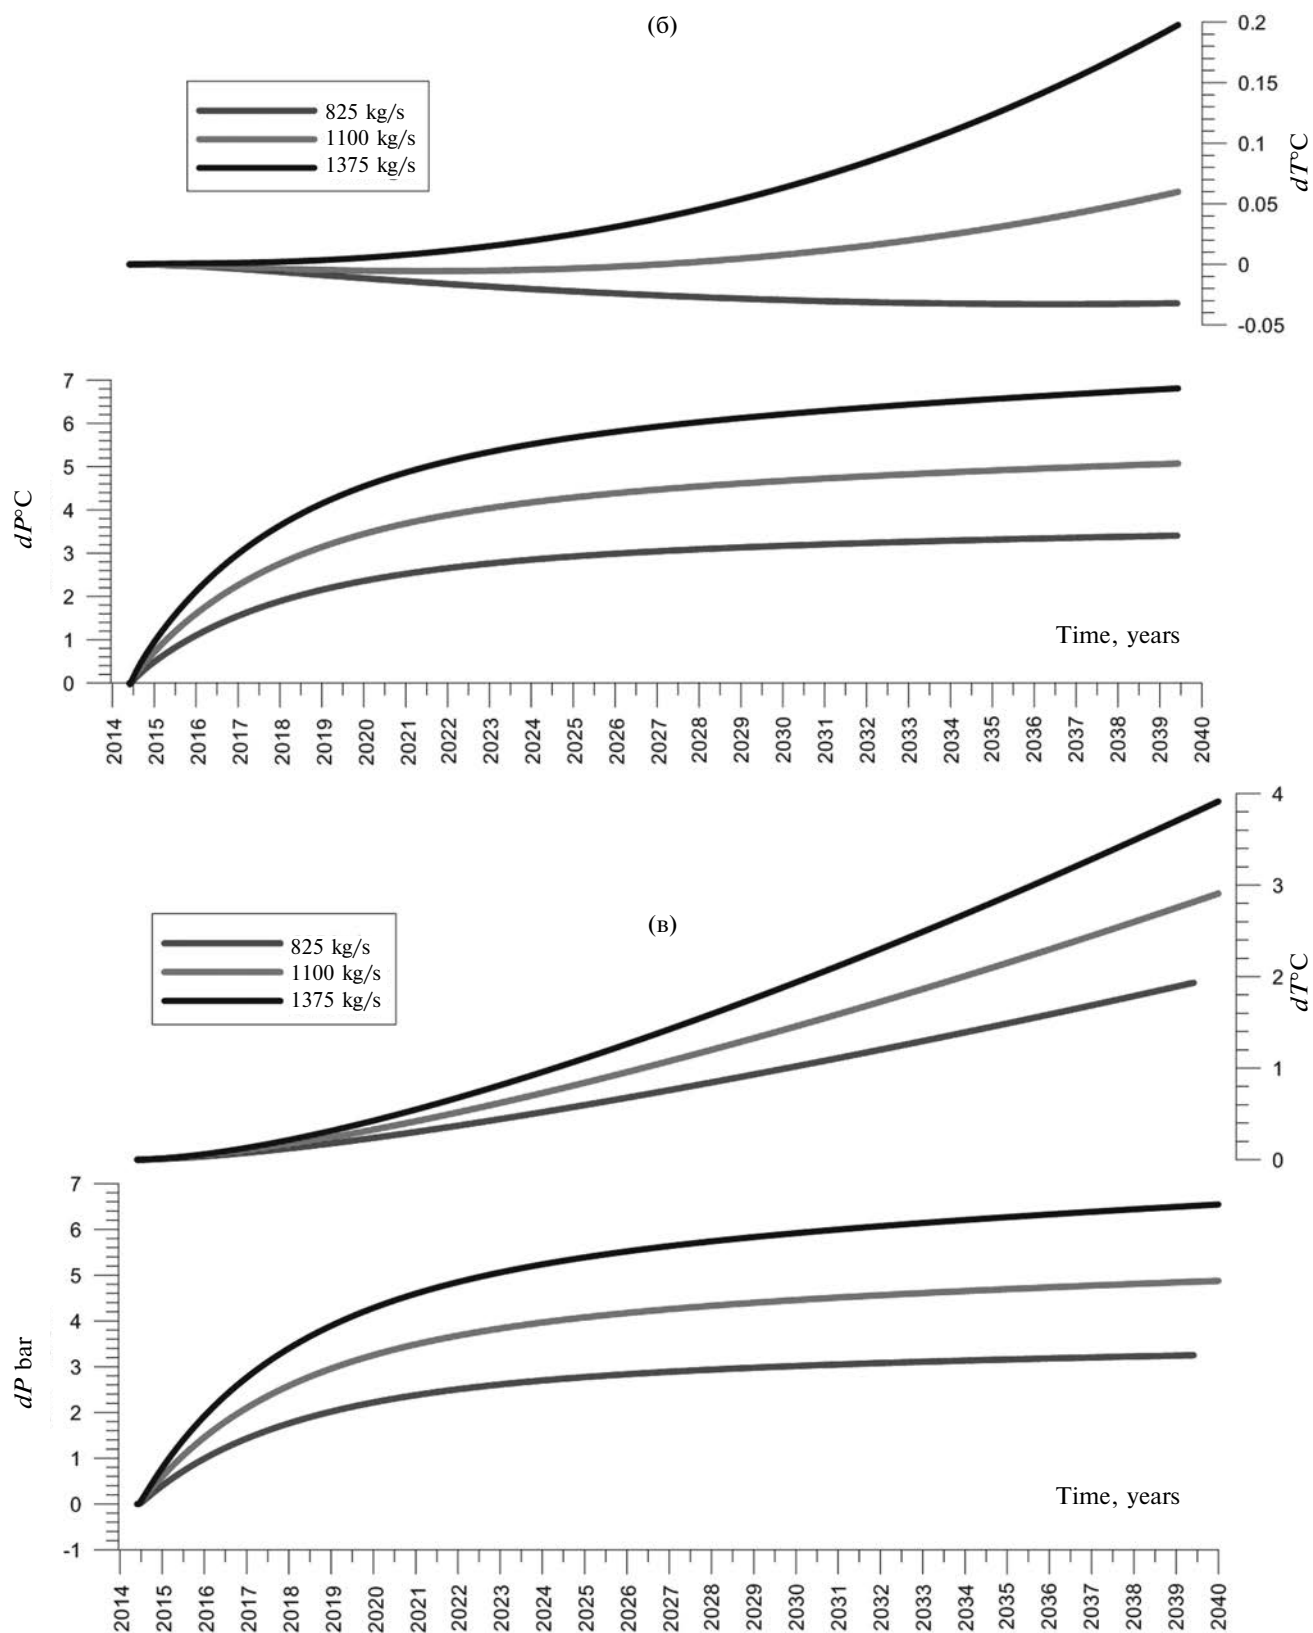 (б)
0.2
0.15
0.1
0.05
0
-0.05
dT°C
825 kg/s
1100 kg/s
1375 kg/s
7
6
5
4
3
2
1
0
dP°C
Time, years
2014 2015 2016 2017 2018 2019 2020 2021 2022 2023 2024 2025 2026 2027 2028 2029 2030 2031 2032 2033 2034 2035 2036 2037 2038 2039 2040
(в)
4
3
2
1
0
dT°C
825 kg/s
1100 kg/s
1375 kg/s
7
6
5
4
3
2
1
0
-1
dP bar
Time, years
2014 2015 2016 2017 2018 2019 2020 2021 2022 2023 2024 2025 2026 2027 2028 2029 2030 2031 2032 2033 2034 2035 2036 2037 2038 2039 2040